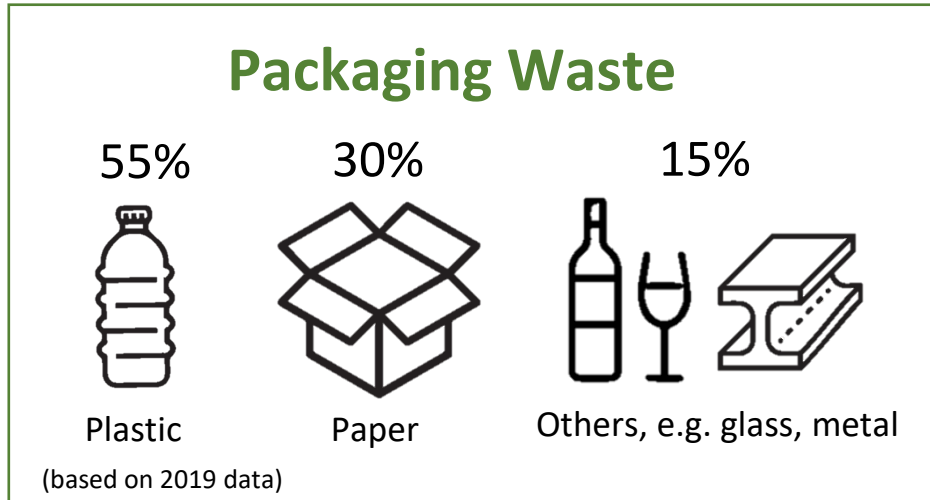 Packaging Waste
55% 30% 15%
Plastic Paper Others, e.g. glass, metal
(based on 2019 data)